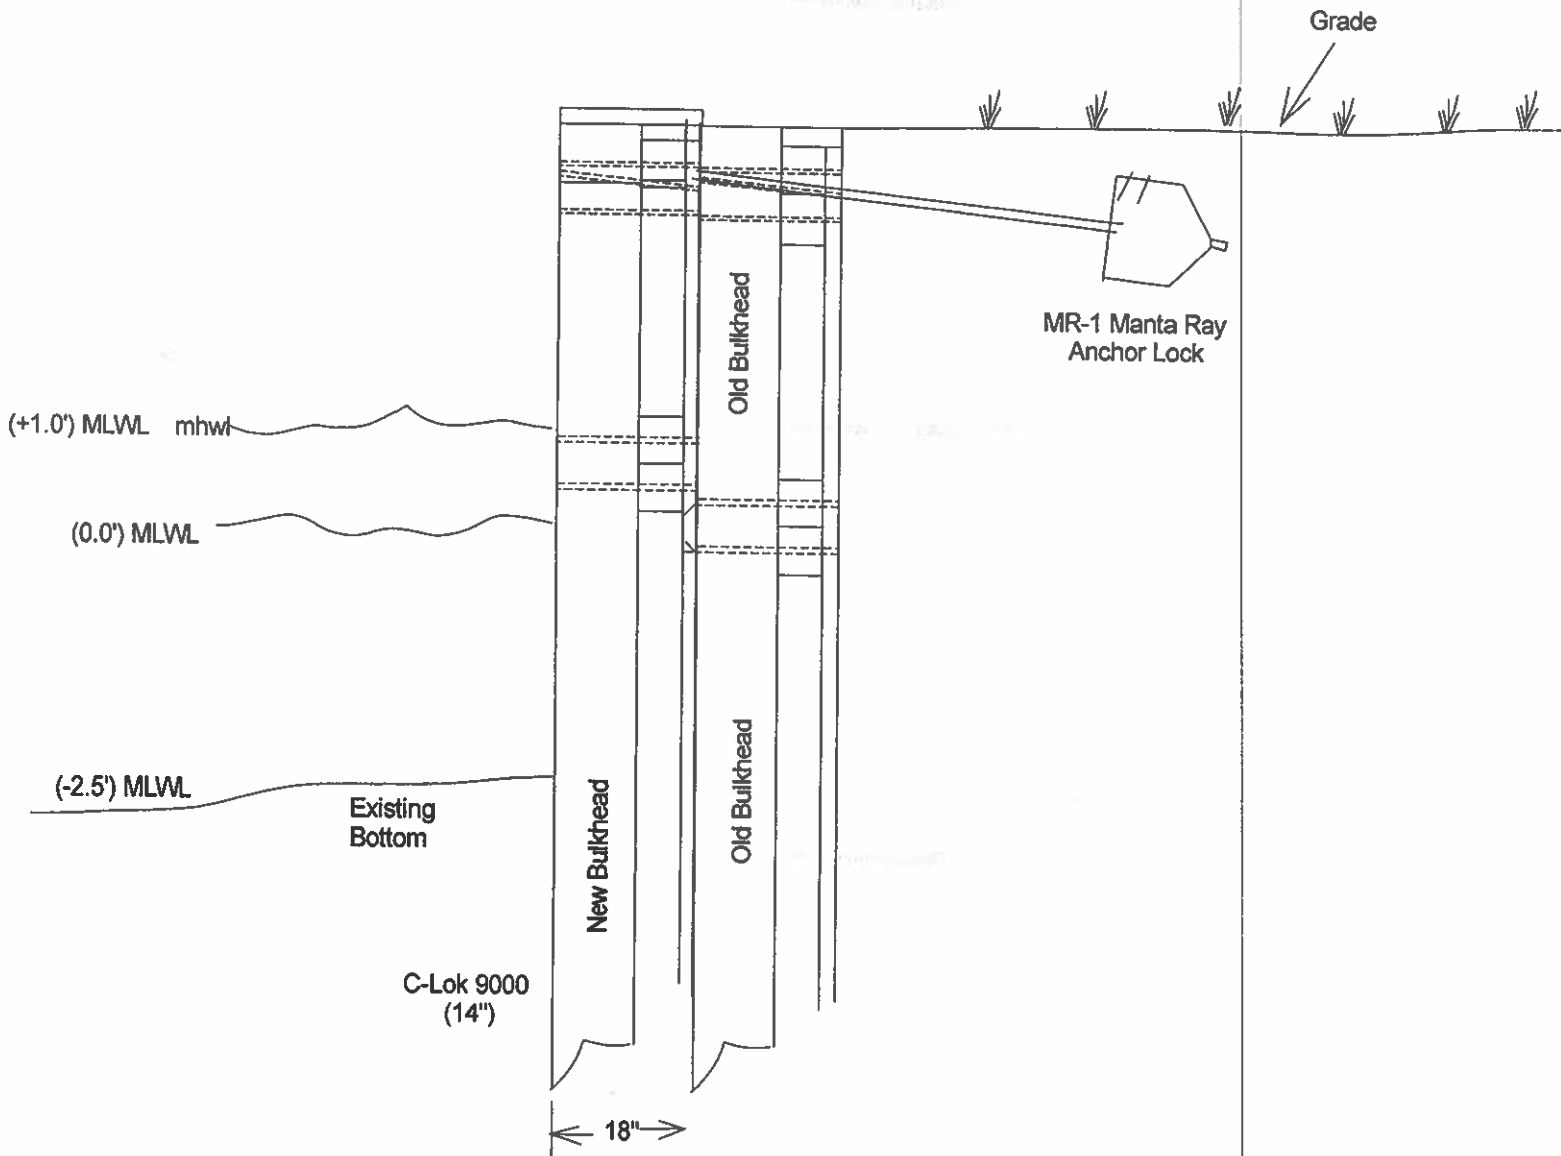 Grade
Old Bulkhead
MR-1 Manta Ray
Anchor Lock
(+1.0') MLWL mhwl
(0.0') MLWL
(-2.5') MLWL
Existing
Bottom
New Bulkhead
Old Bulkhead
C-Lok 9000
(14")
18"